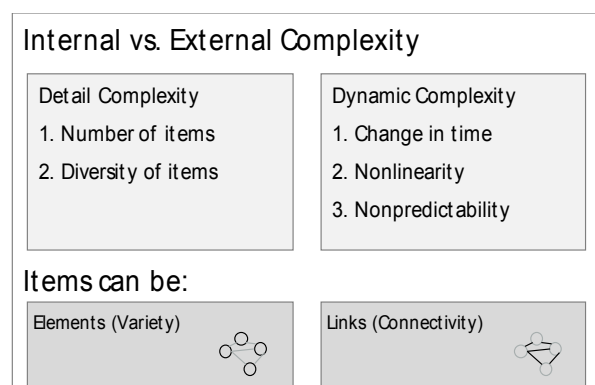 Internal vs. External Complexity
Detail Complexity
1. Number of items
2. Diversity of items
Dynamic Complexity
1. Change in time
2. Nonlinearity
3. Nonpredictability
Items can be:
Elements (Variety)
Links (Connectivity)